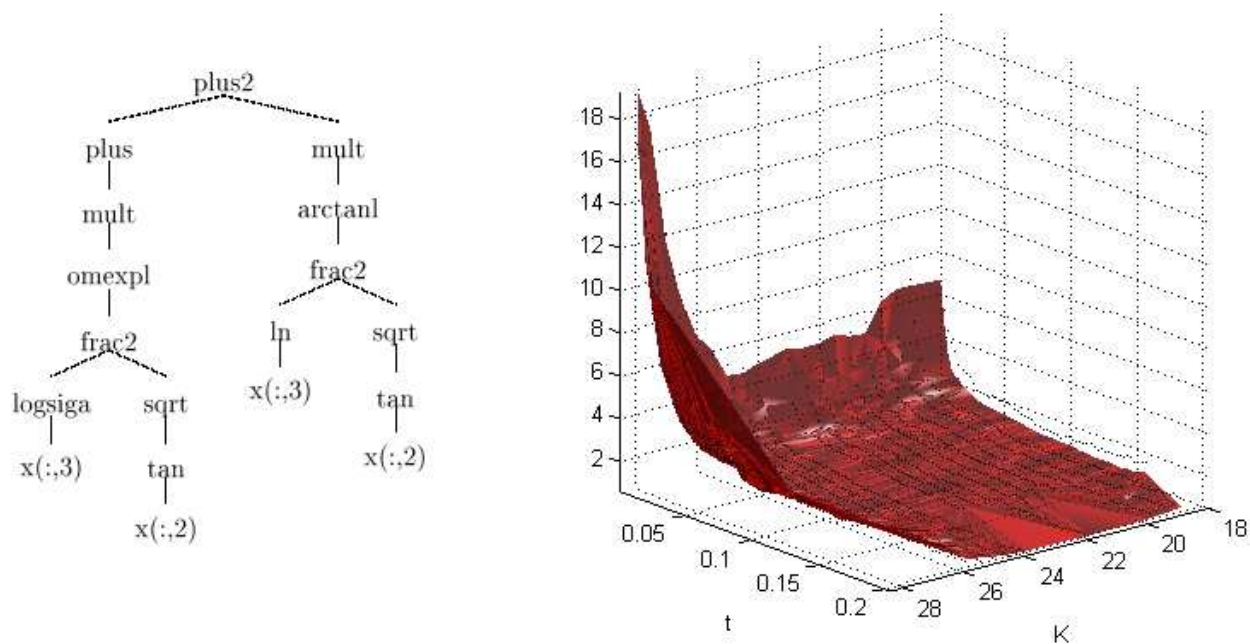 plus2
plus mult
mult arctanl
omexpl frac2
frac2 ln sqrt
logsiga sqrt x(:,3) tan
x(:,3) tan x(:,2)
x(:,2)
18
16
14
12
10
8
6
4
2
0.05
0.1
0.15
0.2
t
28
26
24
22
20
18
K